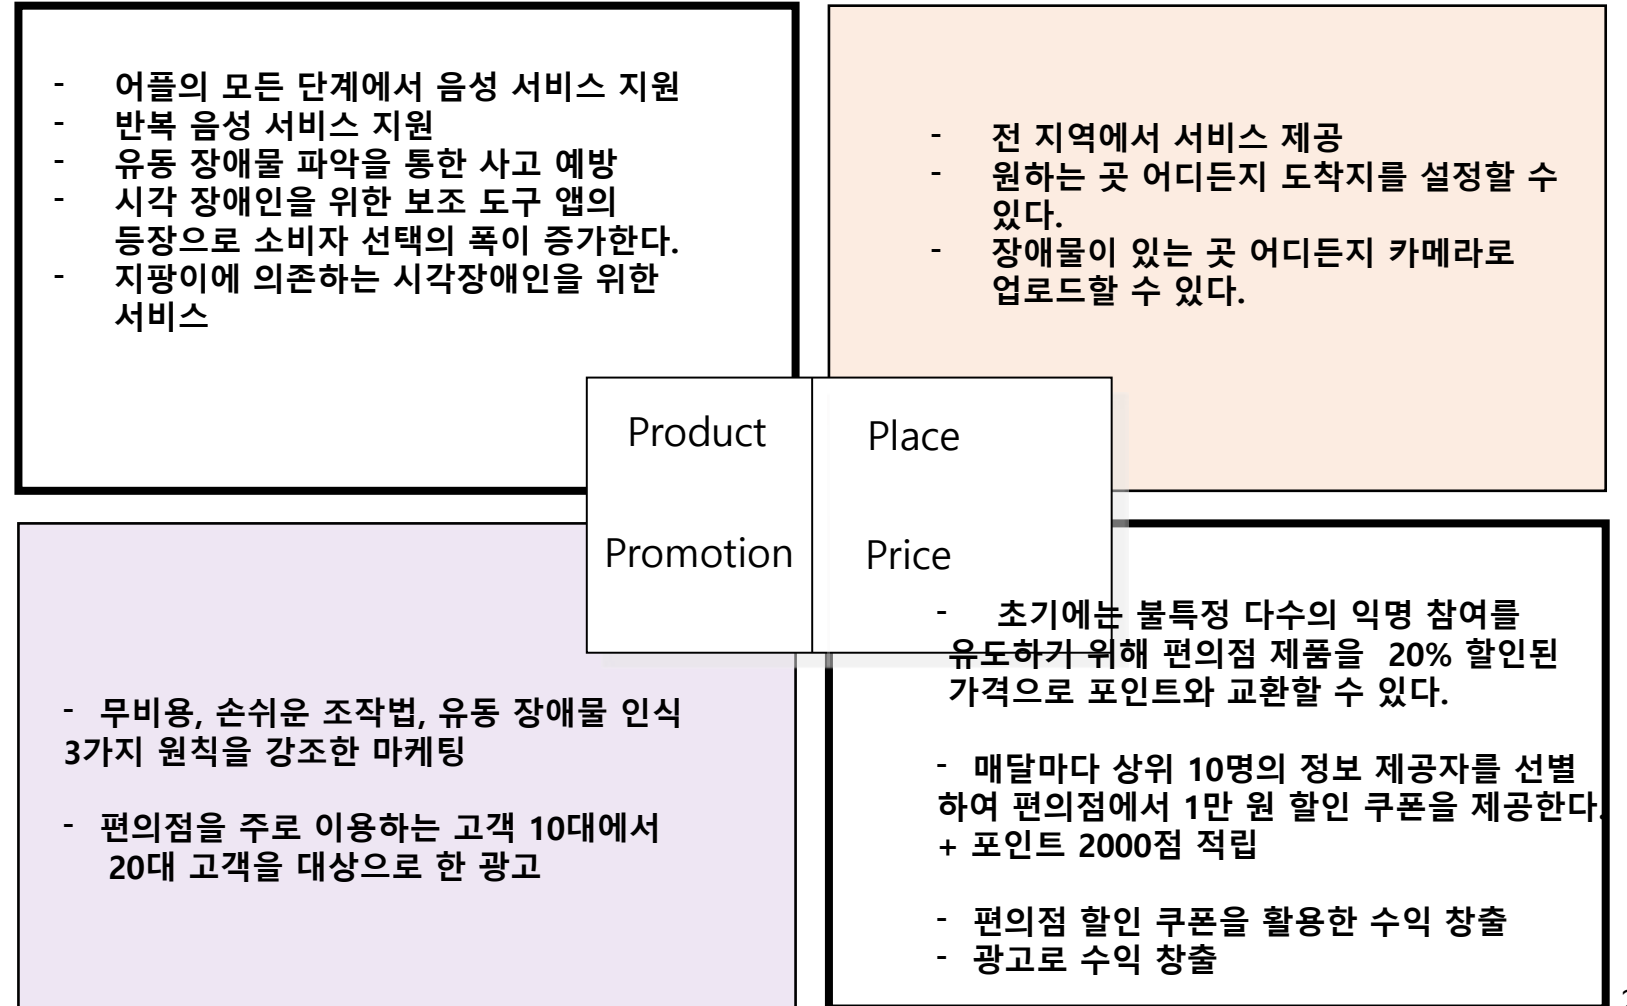 - 어플의 모든 단계에서 음성 서비스 지원
- 반복 음성 서비스 지원
- 유동 장애물 파악을 통한 사고 예방
- 시각 장애인을 위한 보조 도구 앱의
등장으로 소비자 선택의 폭이 증가한다.
- 지팡이에 의존하는 시각장애인을 위한
서비스
- 전 지역에서 서비스 제공
- 원하는 곳 어디든지 도착지를 설정할 수
있다.
- 장애물이 있는 곳 어디든지 카메라로
업로드할 수 있다.
Product
Place
Promotion
Price
- 무비용, 손쉬운 조작법, 유동 장애물 인식
3가지 원칙을 강조한 마케팅
- 편의점을 주로 이용하는 고객 10대에서
20대 고객을 대상으로 한 광고
- 초기에는 불특정 다수의 익명 참여를
유도하기 위해 편의점 제품을 20% 할인된
가격으로 포인트와 교환할 수 있다.
- 매달마다 상위 10명의 정보 제공자를 선별
하여 편의점에서 1만 원 할인 쿠폰을 제공한다.
+ 포인트 2000점 적립
- 편의점 할인 쿠폰을 활용한 수익 창출
- 광고로 수익 창출